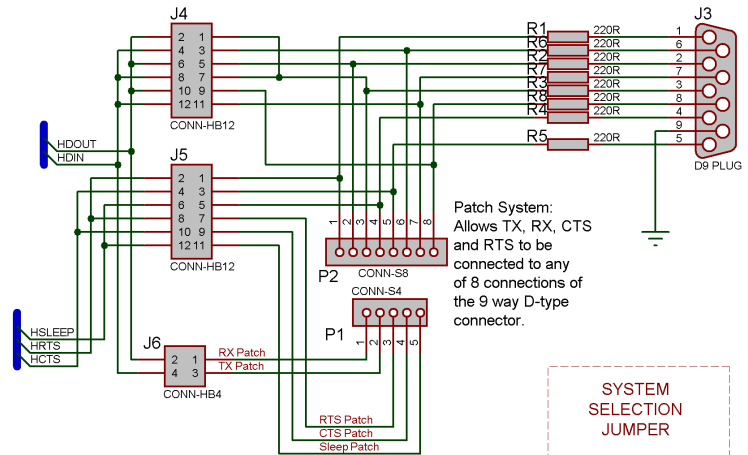 J4
2 1
4 3
6 5
8 7
10 9
12 11
CONN-HB12
R1 220R
R6 220R
R2 220R
R7 220R
R3 220R
R8 220R
R4 220R
R5 220R
J3
1
6
2
7
3
8
4
9
5
D9 PLUG
HDOUT
HDIN
J5
2 1
4 3
6 5
8 7
10 9
12 11
CONN-HB12
1 2 3 4 5 6 7 8
P2
CONN-S8
Patch System:
Allows TX, RX, CTS
and RTS to be
connected to any
of 8 connections of
the 9 way D-type
connector.
CONN-S4
P1
1 2 3 4 5
HSLEEP
HRTS
HCTS
J6
2 1
4 3
CONN-HB4
RX Patch
TX Patch
RTS Patch
CTS Patch
Sleep Patch
SYSTEM
SELECTION
JUMPER